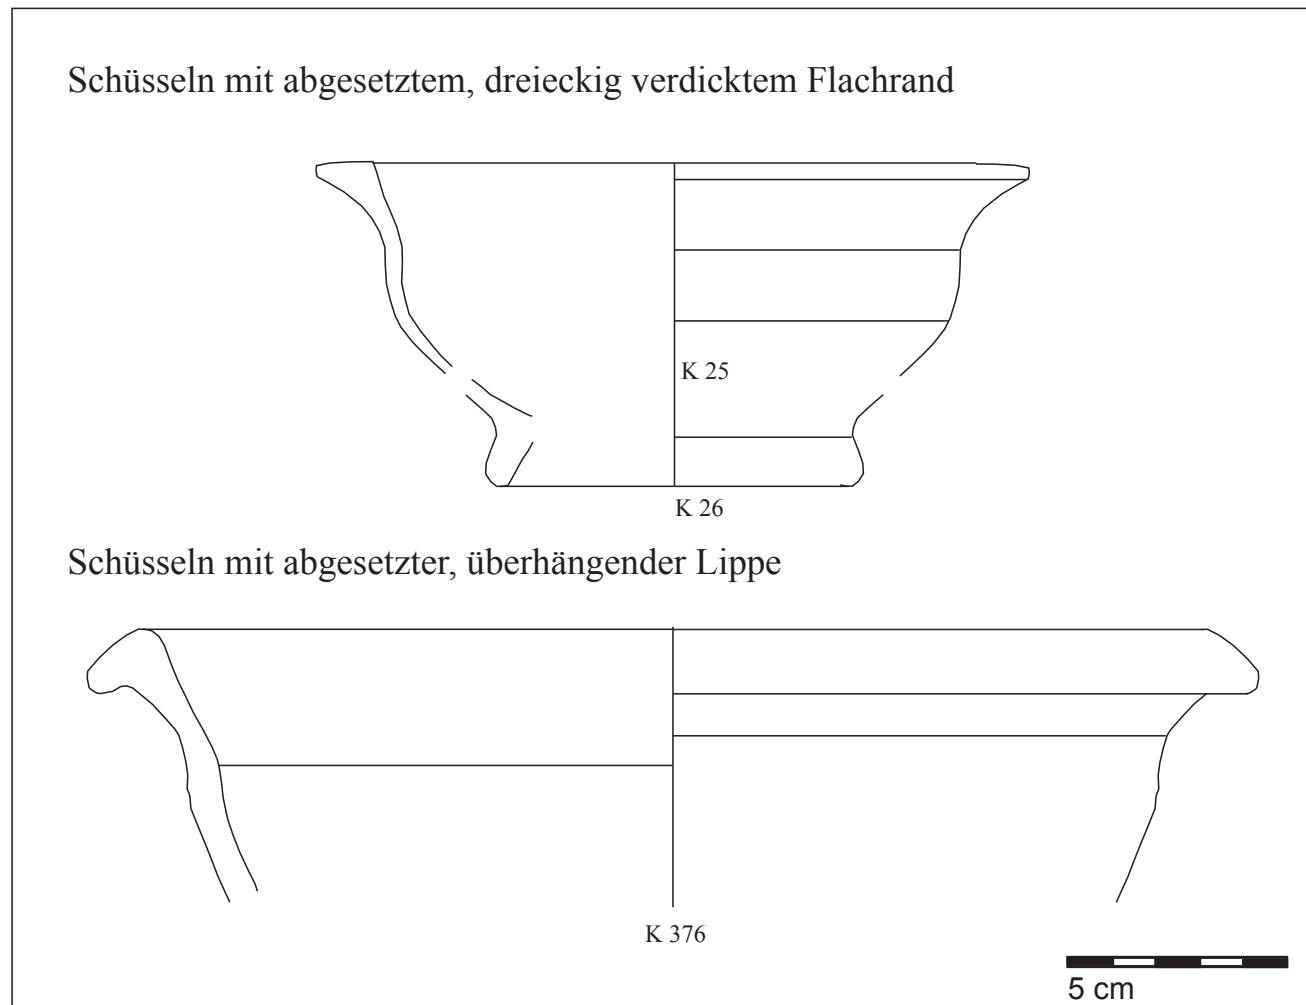 Schüsseln mit abgesetztem, dreieckig verdicktem Flachrand
K 25
K 26
Schüsseln mit abgesetzter, überhängender Lippe
K 376
5 cm